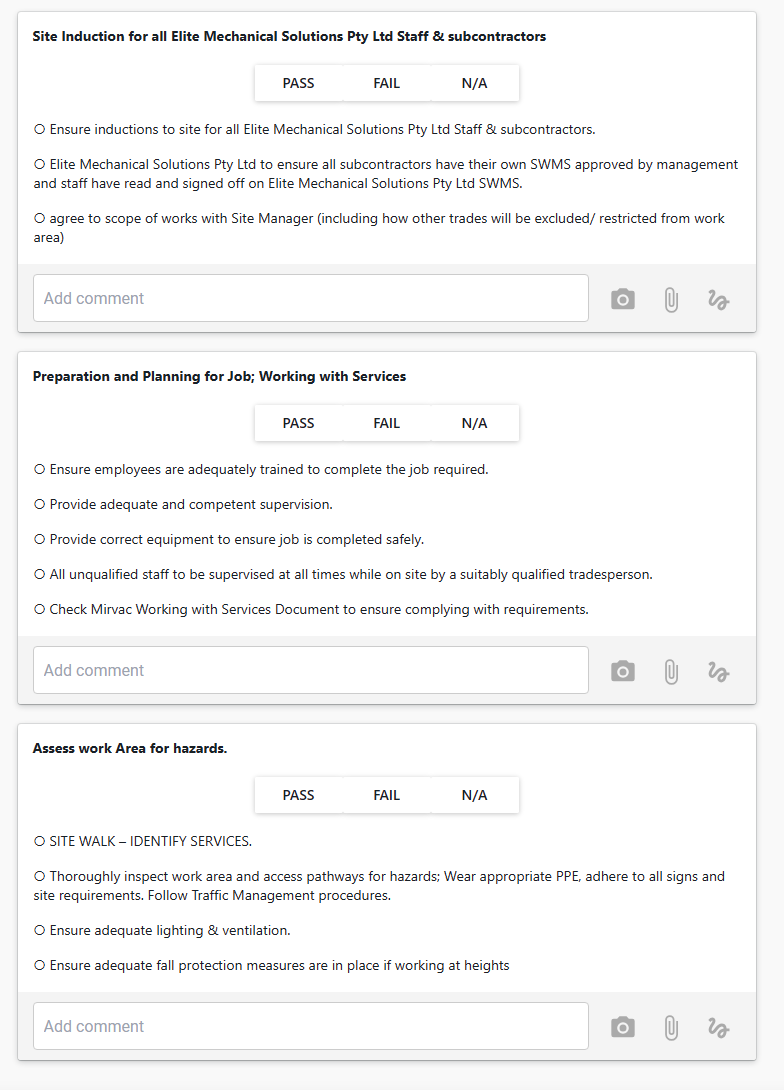 Site Induction for all Elite Mechanical Solutions Pty Ltd Staff & subcontractors
PASS FAIL N/A
O Ensure inductions to site for all Elite Mechanical Solutions Pty Ltd Staff & subcontractors.
O Elite Mechanical Solutions Pty Ltd to ensure all subcontractors have their own SWMS approved by management
and staff have read and signed off on Elite Mechanical Solutions Pty Ltd SWMS.
O agree to scope of works with Site Manager (including how other trades will be excluded/ restricted from work
area)
Add comment
Preparation and Planning for Job; Working with Services
PASS FAIL N/A
O Ensure employees are adequately trained to complete the job required.
O Provide adequate and competent supervision.
O Provide correct equipment to ensure job is completed safely.
O All unqualified staff to be supervised at all times while on site by a suitably qualified tradesperson.
O Check Mirvac Working with Services Document to ensure complying with requirements.
Add comment
Assess work Area for hazards.
PASS FAIL N/A
O SITE WALK – IDENTIFY SERVICES.
O Thoroughly inspect work area and access pathways for hazards; Wear appropriate PPE, adhere to all signs and
site requirements. Follow Traffic Management procedures.
O Ensure adequate lighting & ventilation.
O Ensure adequate fall protection measures are in place if working at heights
Add comment